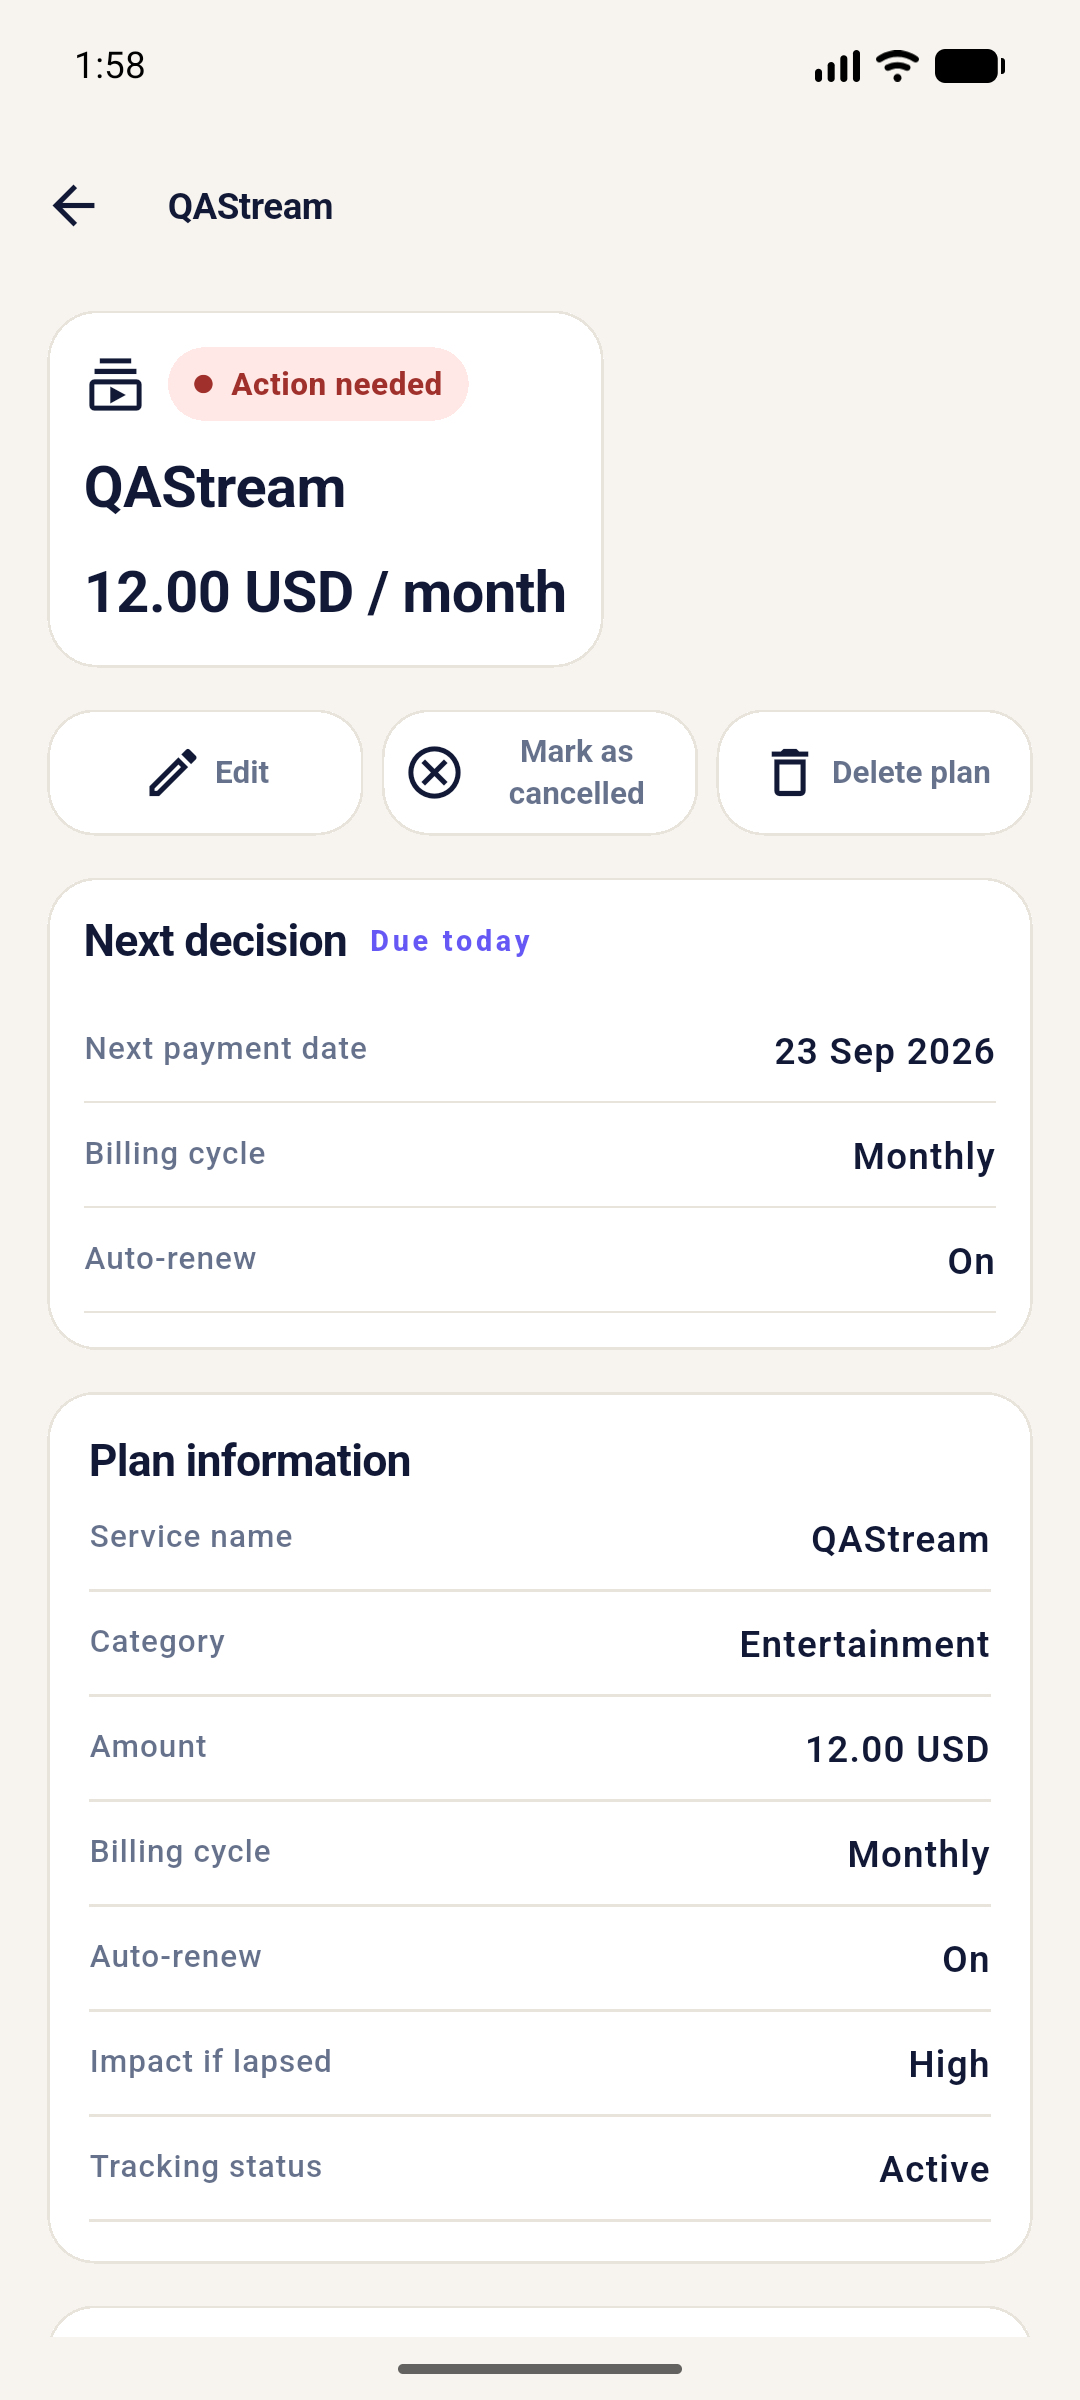 1:58
QAStream
Action needed
QAStream
12.00 USD / month
Edit
Mark as
cancelled
Delete plan
Next decision Due today
Next payment date 23 Sep 2026
Billing cycle Monthly
Auto-renew On
Plan information
Service name QAStream
Category Entertainment
Amount 12.00 USD
Billing cycle Monthly
Auto-renew On
Impact if lapsed High
Tracking status Active